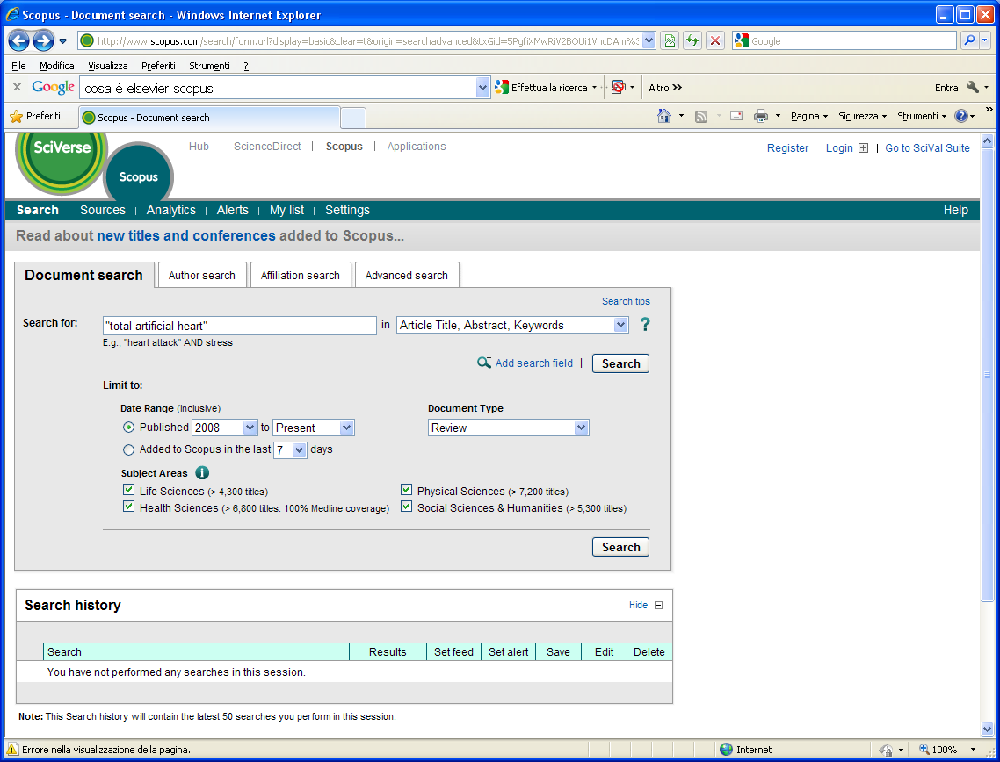 Scopus - Document search - Windows Internet Explorer
http://www.scopus.com/search/form.url?display=basic&clear=t&origin=searchadvanced&txGid=5PgfiXMwRiV2BOUi1VhcDAm%3
Google
File Modifica Visualizza Preferiti Strumenti ?
x Google cosa è elsevier scopus Effettua la ricerca Altro >> Entra
Preferiti Scopus - Document search Pagina Sicurezza Strumenti
SciVerse Scopus
Hub | ScienceDirect | Scopus | Applications
Register | Login | Go to SciVal Suite
Search | Sources | Analytics | Alerts | My list | Settings Help
Read about new titles and conferences added to Scopus...
Document search Author search Affiliation search Advanced search
Search tips
Search for: "total artificial heart" in Article Title, Abstract, Keywords ?
E.g., "heart attack" AND stress
Add search field | Search
Limit to:
Date Range (inclusive) Document Type
Published 2008 to Present Review
Added to Scopus in the last 7 days
Subject Areas i
Life Sciences (> 4,300 titles) Physical Sciences (> 7,200 titles)
Health Sciences (> 6,800 titles. 100% Medline coverage) Social Sciences & Humanities (> 5,300 titles)
Search
Search history Hide
Search Results Set feed Set alert Save Edit Delete
You have not performed any searches in this session.
Note: This Search history will contain the latest 50 searches you perform in this session.
Errore nella visualizzazione della pagina. Internet 100%